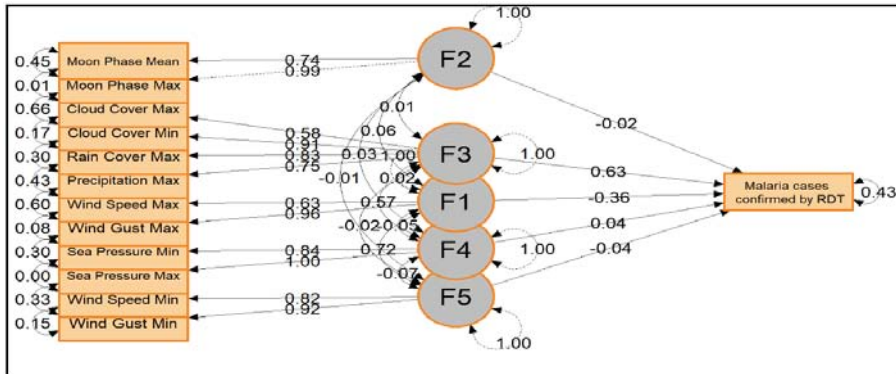 1.00
0.45
Moon Phase Mean
0.74
F2
0.99
0.01
Moon Phase Max
0.66
Cloud Cover Max
0.01
-0.02
0.17
Cloud Cover Min
0.58
0.06
0.91
0.30
Rain Cover Max
0.83
0.03
1.00
F3
1.00
0.63
0.75
0.43
Precipitation Max
-0.01
0.02
Malaria cases
confirmed by RDT
0.43
0.60
Wind Speed Max
0.63
0.57
F1
-0.36
0.96
0.08
Wind Gust Max
-0.02
-0.05
0.04
0.30
Sea Pressure Min
0.84
0.72
F4
1.00
-0.04
1.00
0.00
Sea Pressure Max
-0.07
0.33
Wind Speed Min
0.82
F5
0.92
0.15
Wind Gust Min
1.00